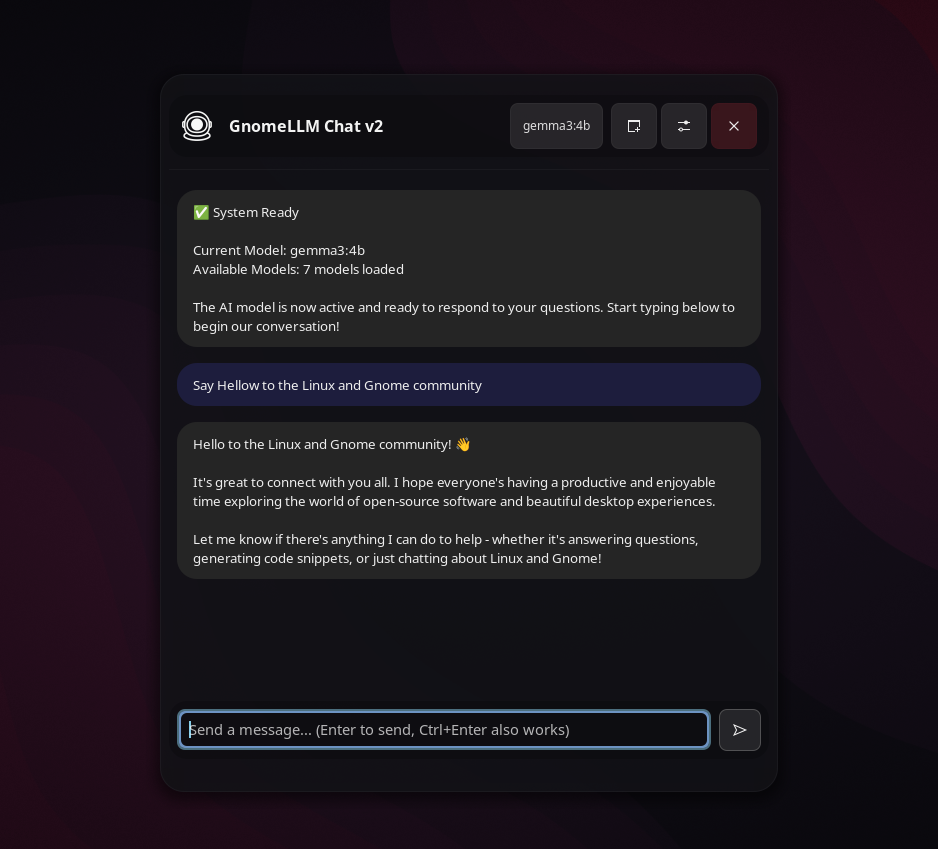 GnomeLLM Chat v2
gemma3:4b
✅ System Ready
Current Model: gemma3:4b
Available Models: 7 models loaded
The AI model is now active and ready to respond to your questions. Start typing below to
begin our conversation!
Say Hellow to the Linux and Gnome community
Hello to the Linux and Gnome community! 👋
It's great to connect with you all. I hope everyone's having a productive and enjoyable
time exploring the world of open-source software and beautiful desktop experiences.
Let me know if there's anything I can do to help - whether it's answering questions,
generating code snippets, or just chatting about Linux and Gnome!
Send a message... (Enter to send, Ctrl+Enter also works)